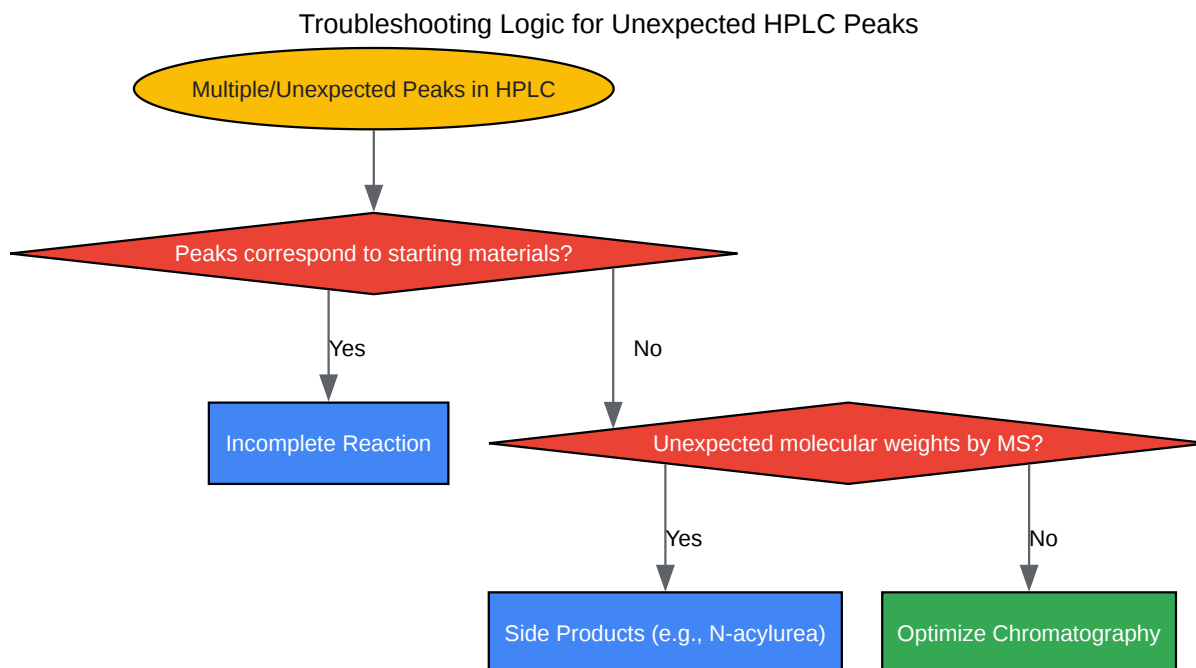 Troubleshooting Logic for Unexpected HPLC Peaks
Multiple/Unexpected Peaks in HPLC
Peaks correspond to starting materials?
Yes
No
Incomplete Reaction
Unexpected molecular weights by MS?
Yes
No
Side Products (e.g., N-acylurea)
Optimize Chromatography